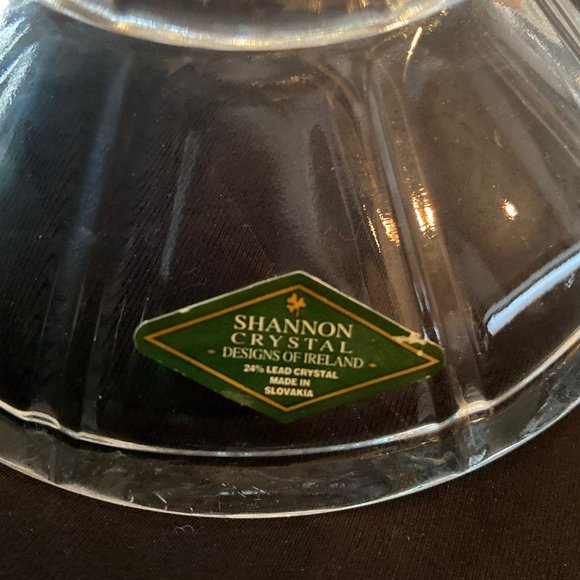 SHANNON
CRYSTAL
· DESIGNS OF IRELAND ·
24% LEAD CRYSTAL
MADE IN
SLOVAKIA